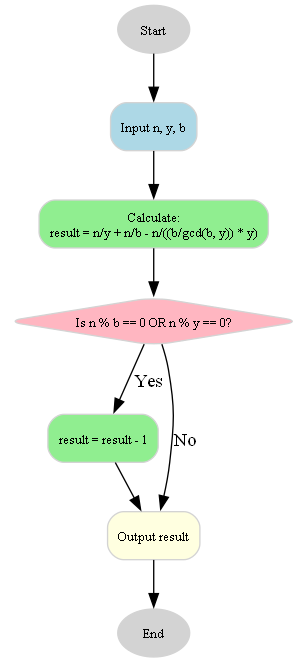 Start
Input n, y, b
Calculate:
result = n/y + n/b - n/((b/gcd(b, y)) * y)
Is n % b == 0 OR n % y == 0?
Yes
result = result - 1
No
Output result
End